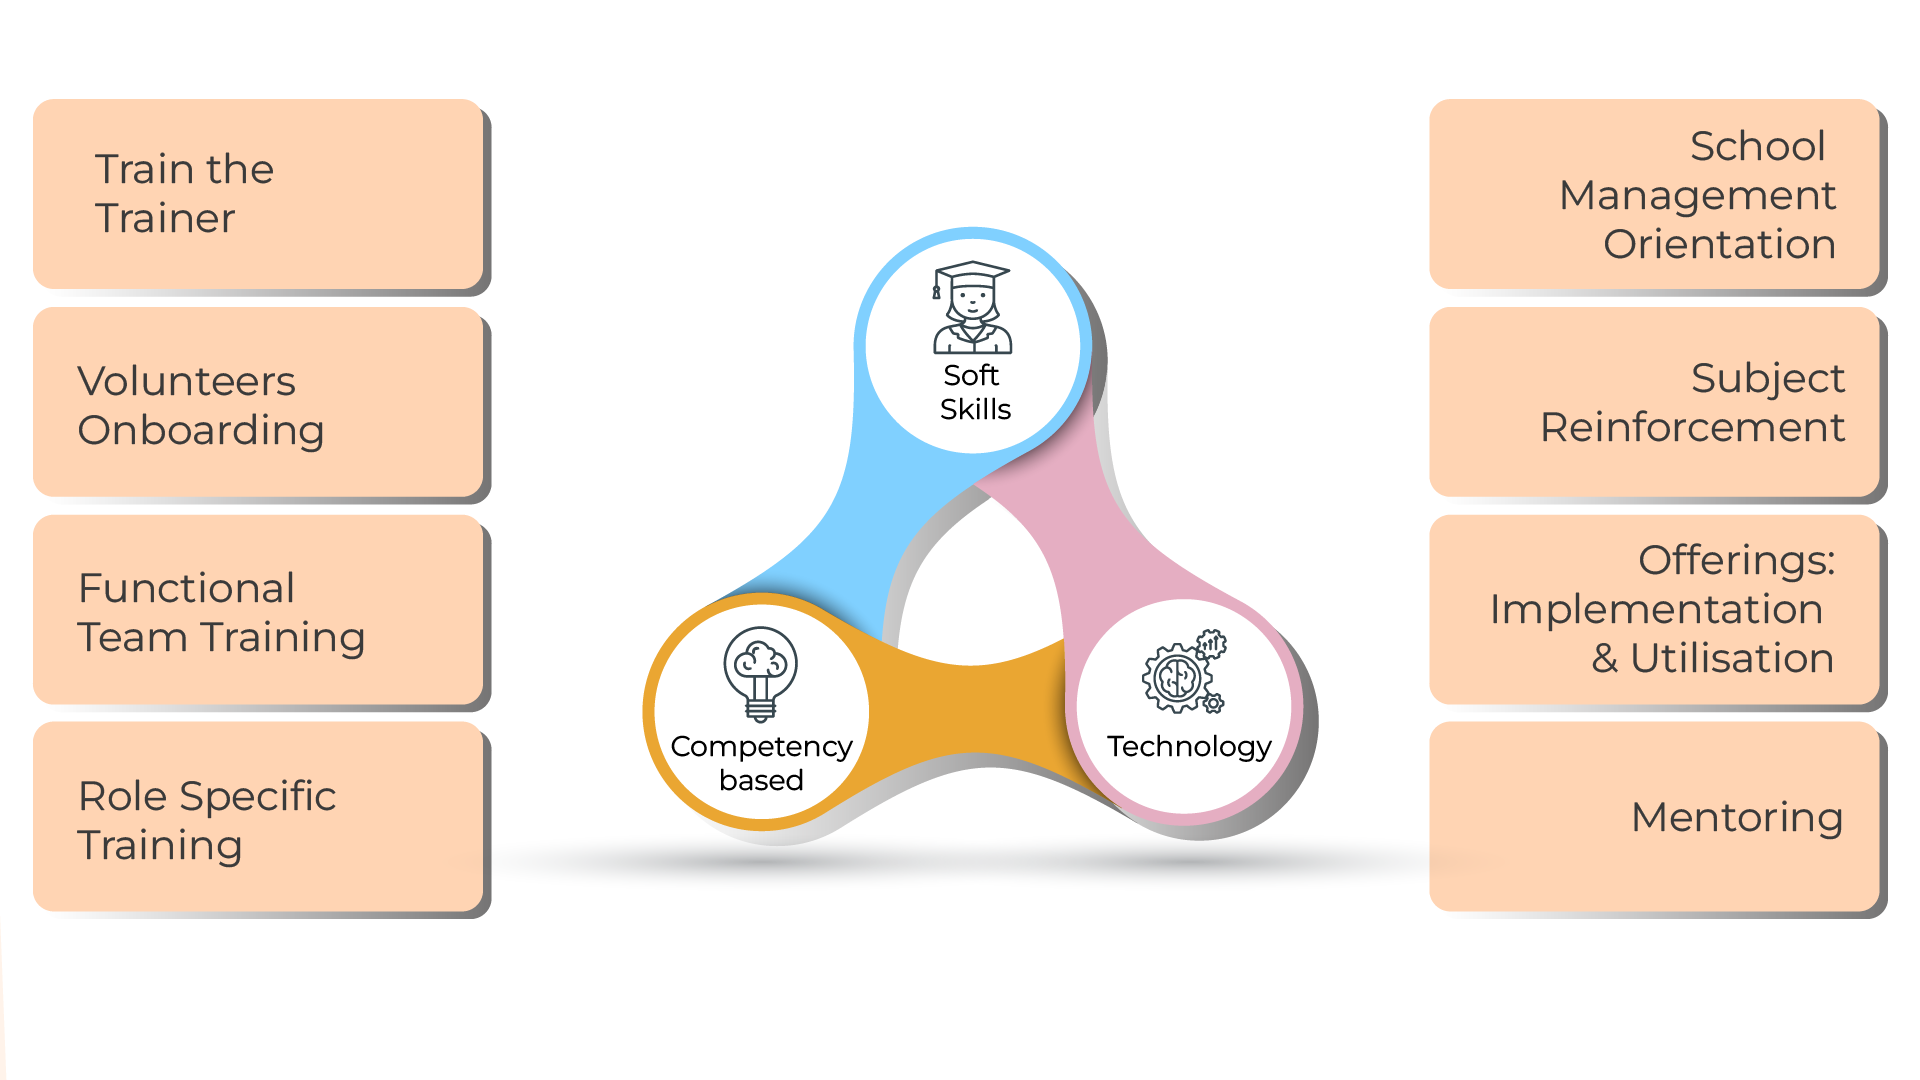 Train the
Trainer
Volunteers
Onboarding
Functional
Team Training
Role Specific
Training
Soft
Skills
Competency
based
Technology
School
Management
Orientation
Subject
Reinforcement
Offerings:
Implementation
& Utilisation
Mentoring